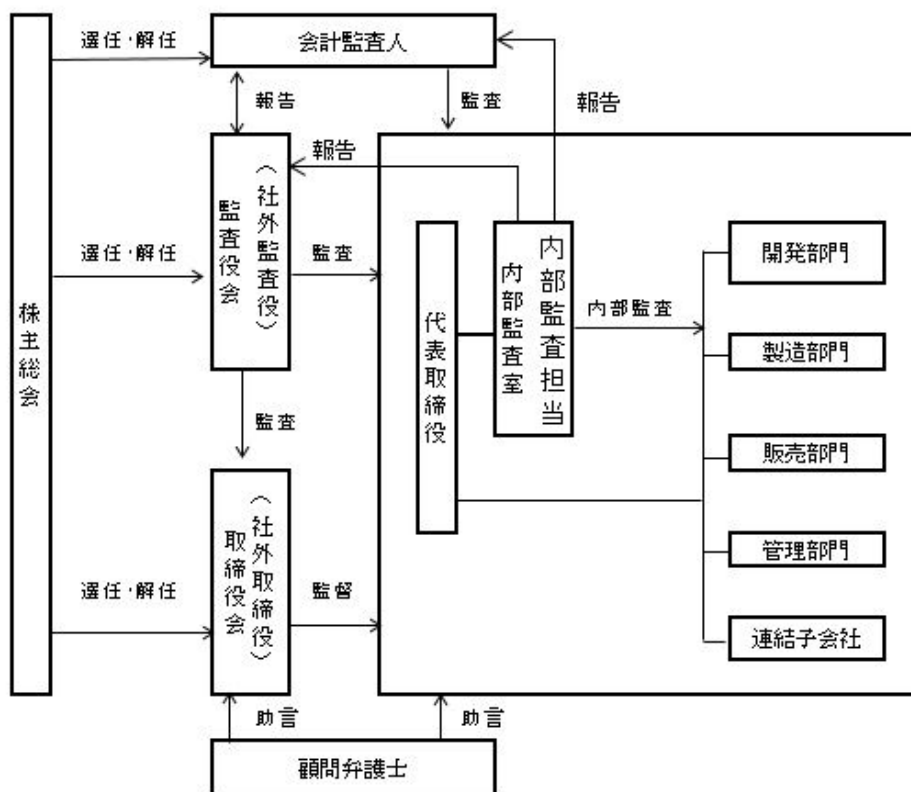 選任・解任
会計監査人
報告
監査
報告
報告
株主総会
選任・解任
監査役会
（社外監査役）
監査
代表取締役
内部監査室
内部監査担当
内部監査
開発部門
製造部門
監査
販売部門
選任・解任
取締役会
（社外取締役）
監督
管理部門
連結子会社
助言
助言
顧問弁護士